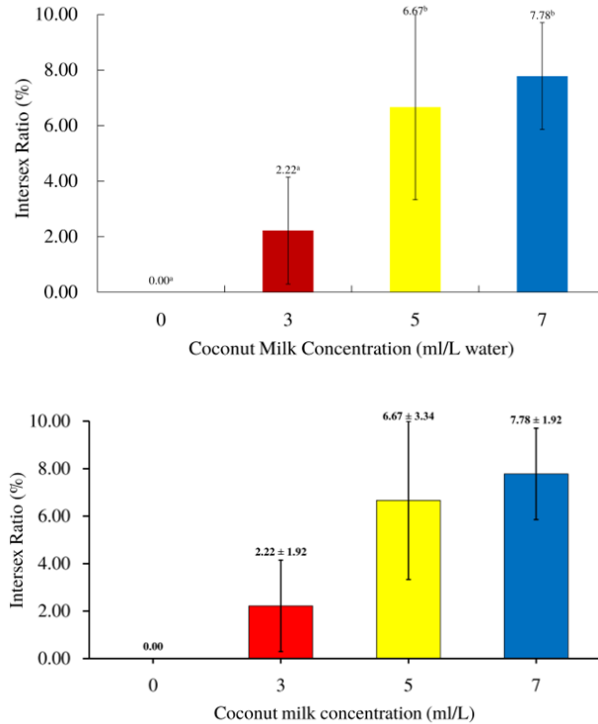 10.00
8.00
6.00
4.00
2.00
0.00
Intersex Ratio (%)
0.00ᵃ
2.22ᵃ
6.67ᵇ
7.78ᵇ
0 3 5 7
Coconut Milk Concentration (ml/L water)
10.00
8.00
6.00
4.00
2.00
0.00
Intersex Ratio (%)
0.00
2.22 ± 1.92
6.67 ± 3.34
7.78 ± 1.92
0 3 5 7
Coconut milk concentration (ml/L)